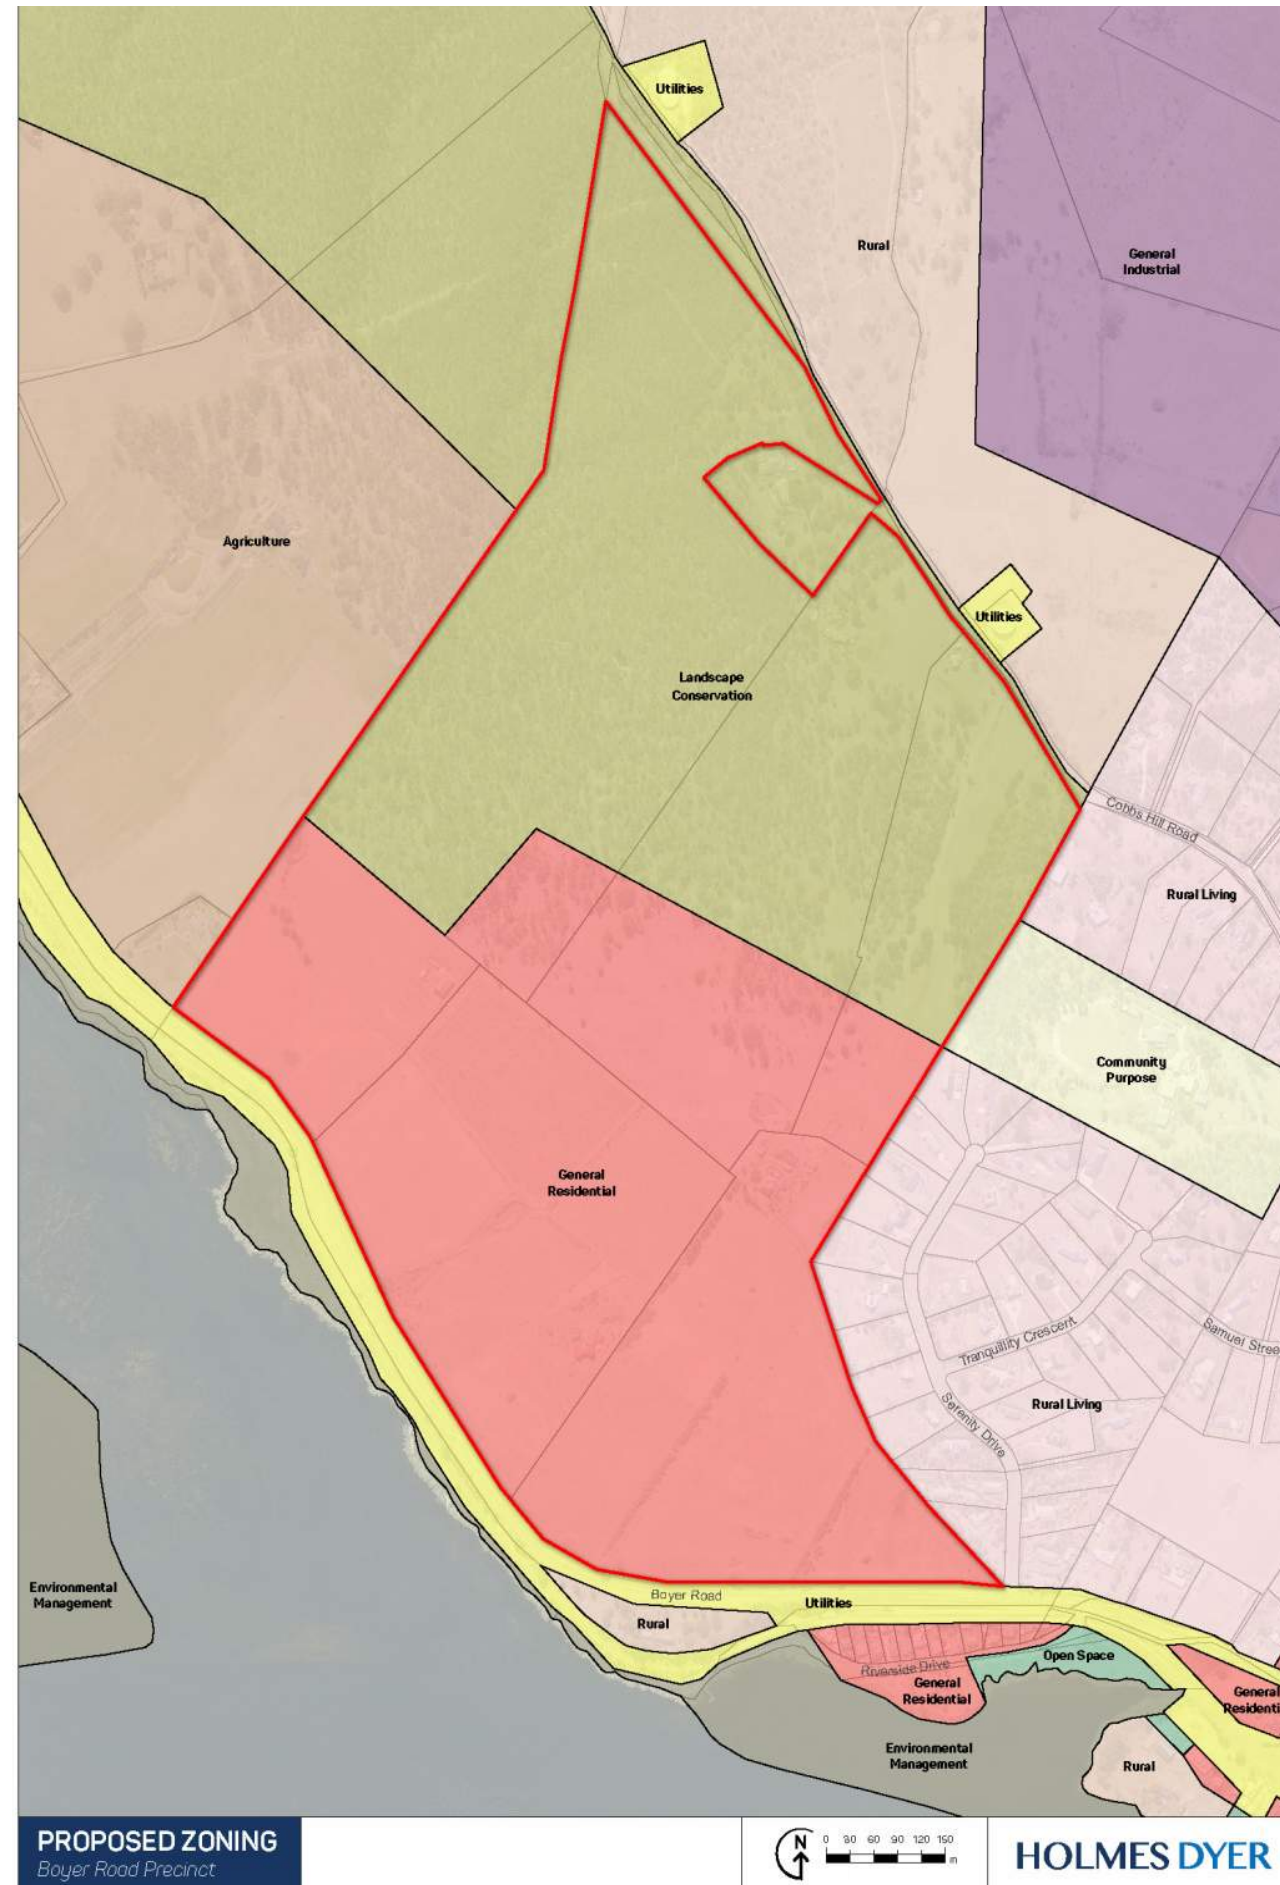 Utilities
Rural
General
Industrial
Agriculture
Utilities
Landscape
Conservation
Cobbs Hill Road
Rural Living
Community
Purpose
General
Residential
Samuel Stree
Tranquillity Crescent
Serenity Drive
Rural Living
Environmental
Management
Boyer Road
Utilities
Rural
Riverside Drive
Open Space
General
Residential
General
Residenti
Environmental
Management
Rural
PROPOSED ZONING
Boyer Road Precinct
N
0 30 60 90 120 150
m
HOLMES DYER